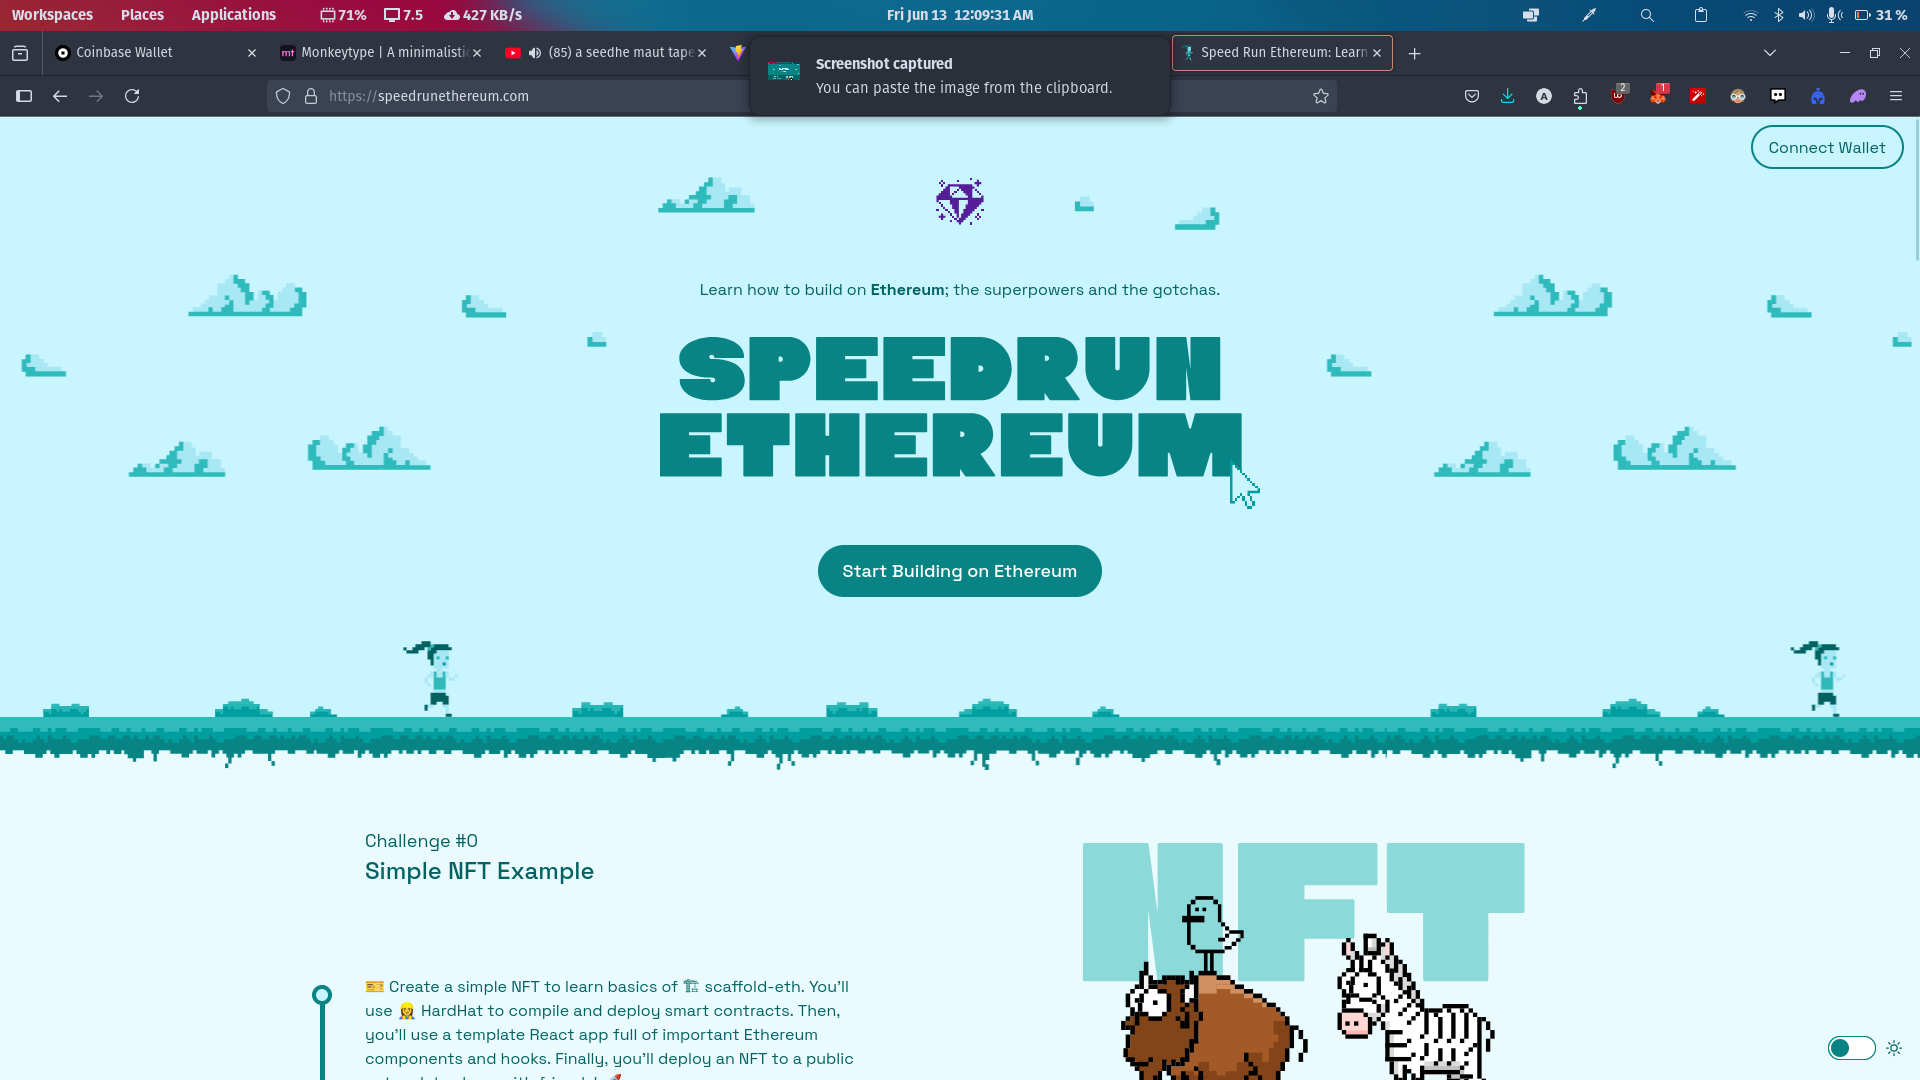 Workspaces Places Applications 71% 7.5 427 KB/s Fri Jun 13 12:09:31 AM 31 %
Coinbase Wallet
mt Monkeytype | A minimalistic
(85) a seedhe maut tape
Speed Run Ethereum: Learn
Screenshot captured
You can paste the image from the clipboard.
https://speedrunethereum.com
A 2 1
Connect Wallet
Learn how to build on Ethereum; the superpowers and the gotchas.
SPEEDRUN
ETHEREUM
Start Building on Ethereum
Challenge #0
Simple NFT Example
NFT
🎫 Create a simple NFT to learn basics of 🏗 scaffold-eth. You'll
use 👩‍🏭 HardHat to compile and deploy smart contracts. Then,
you'll use a template React app full of important Ethereum
components and hooks. Finally, you'll deploy an NFT to a public